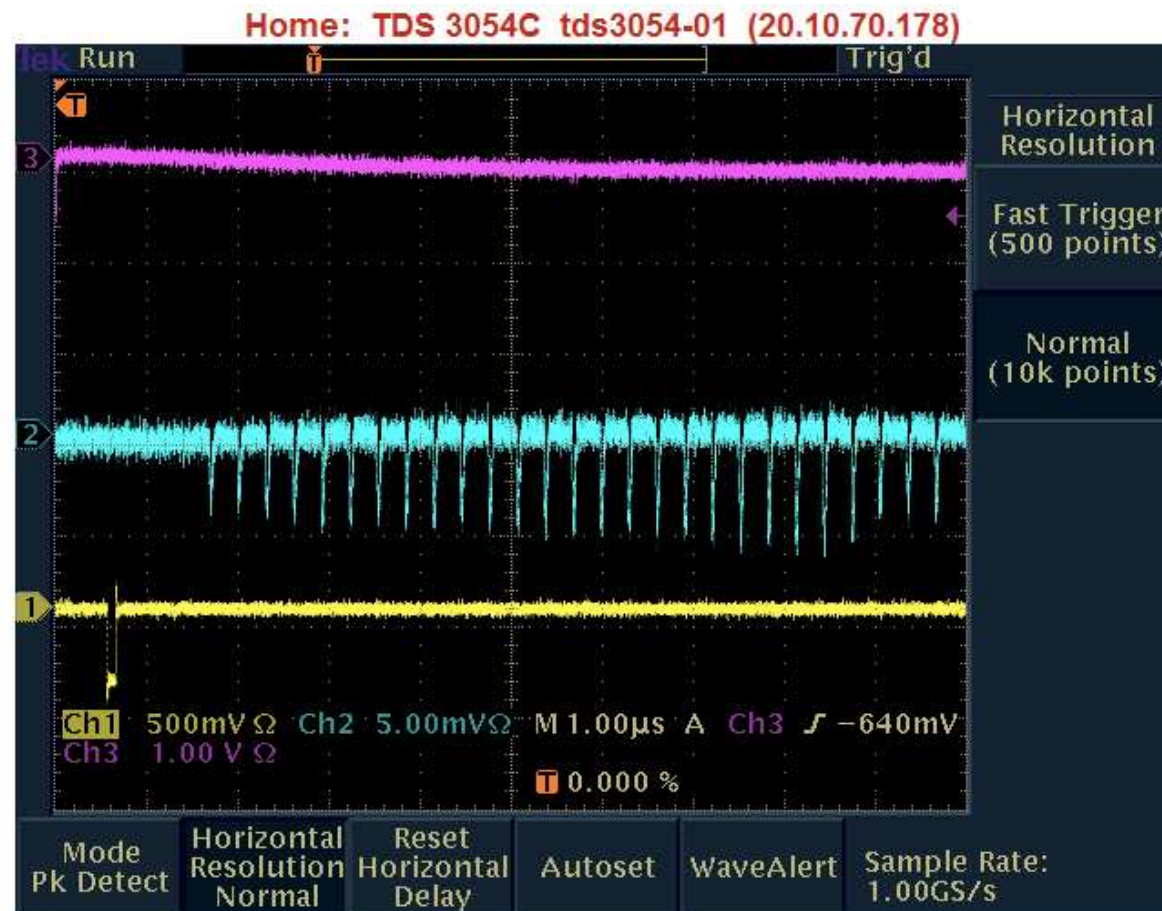 Home: TDS 3054C tds3054-01 (20.10.70.178)
Tek Run Trig'd
T
T
3
2
1
Ch1 500mV Ω Ch2 5.00mVΩ M 1.00µs A Ch3 ʃ −640mV
Ch3 1.00 V Ω
T 0.000 %
Horizontal
Resolution
Fast Trigger
(500 points)
Normal
(10k points)
Mode
Pk Detect
Horizontal
Resolution
Normal
Reset
Horizontal
Delay
Autoset
WaveAlert
Sample Rate:
1.00GS/s